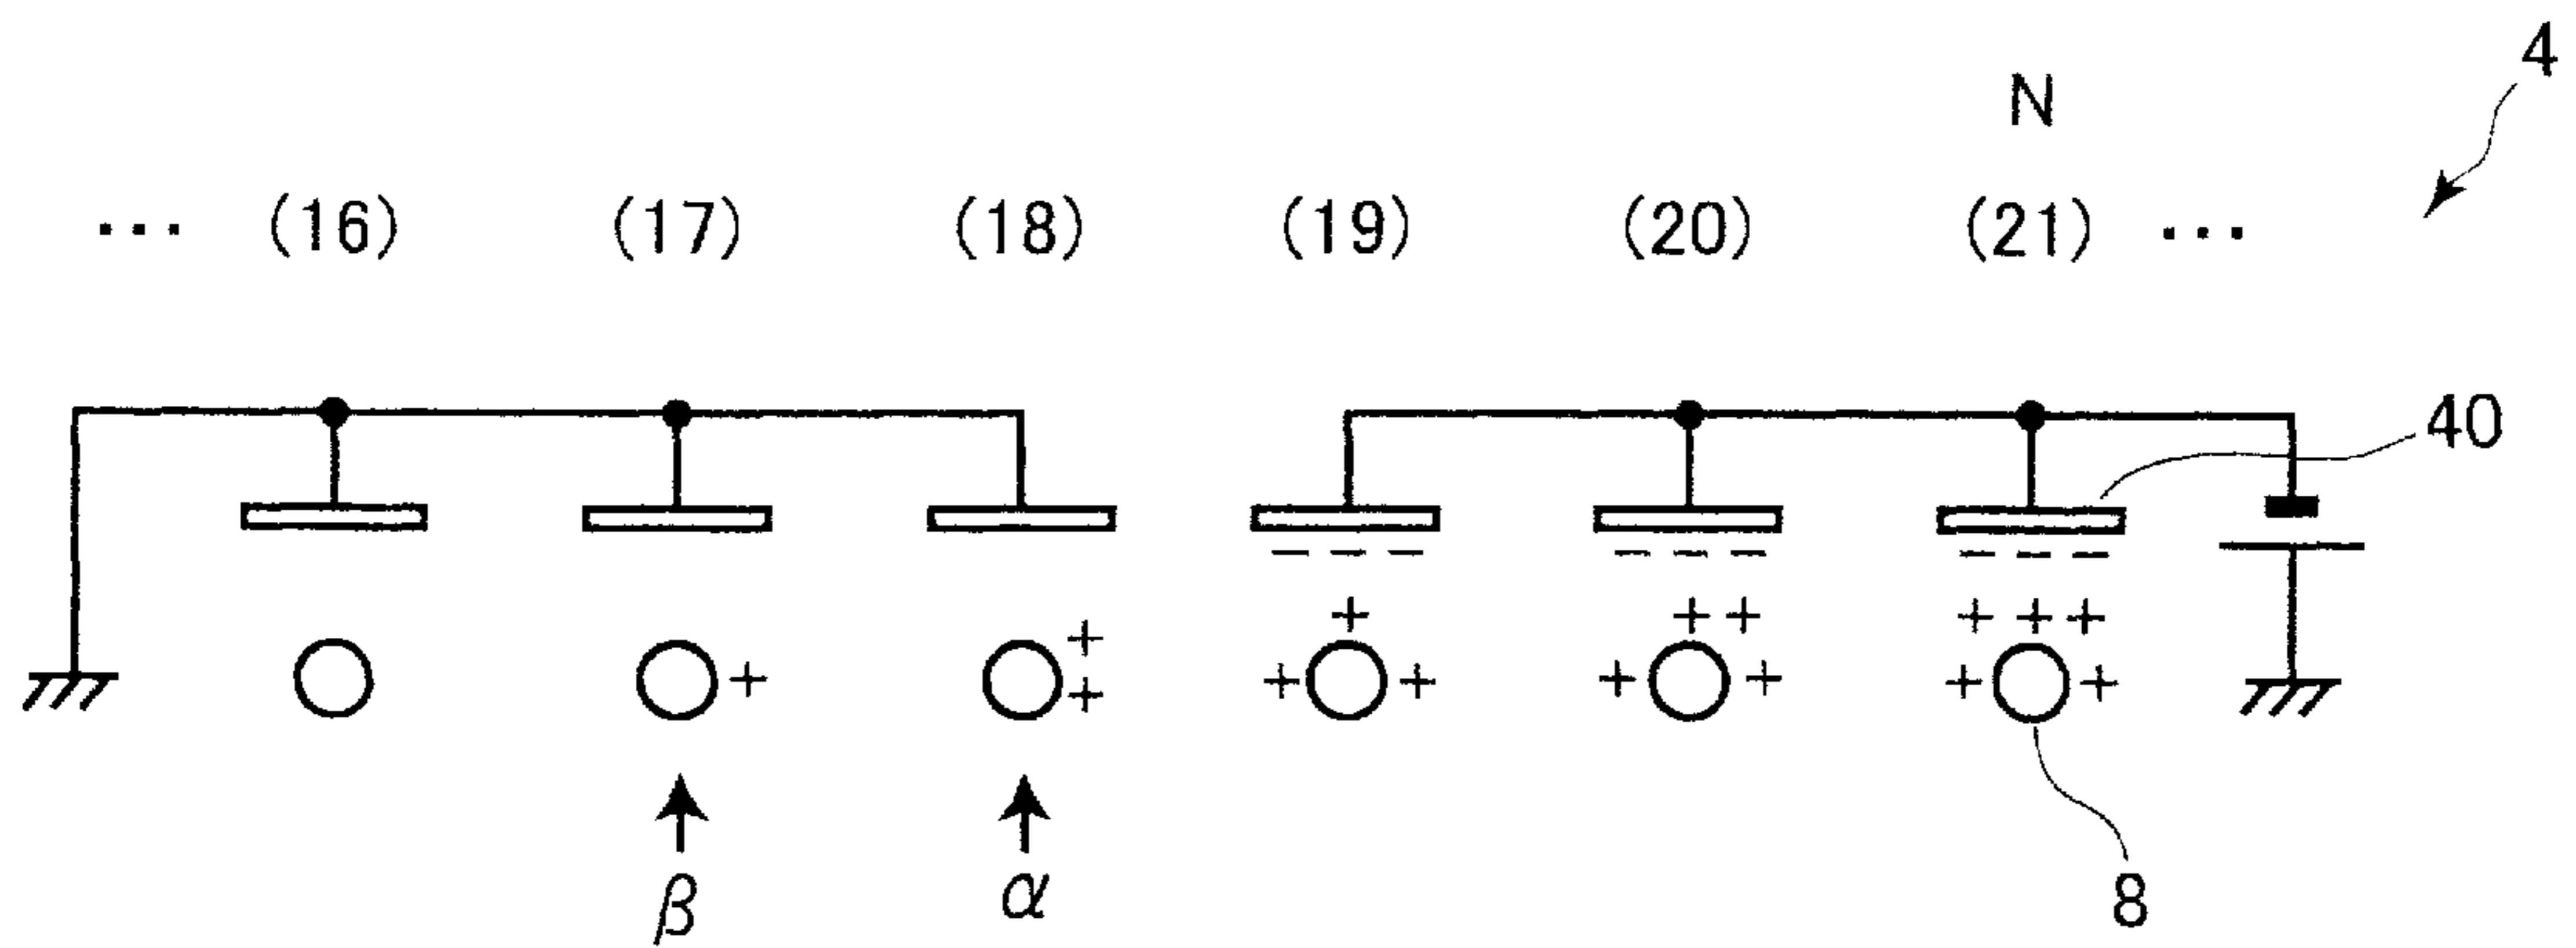 4
N
... (16) (17) (18) (19) (20) (21) ...
40
— — — — — — — — —
+ + + + + +
+ + + + + + + + +
β α
8